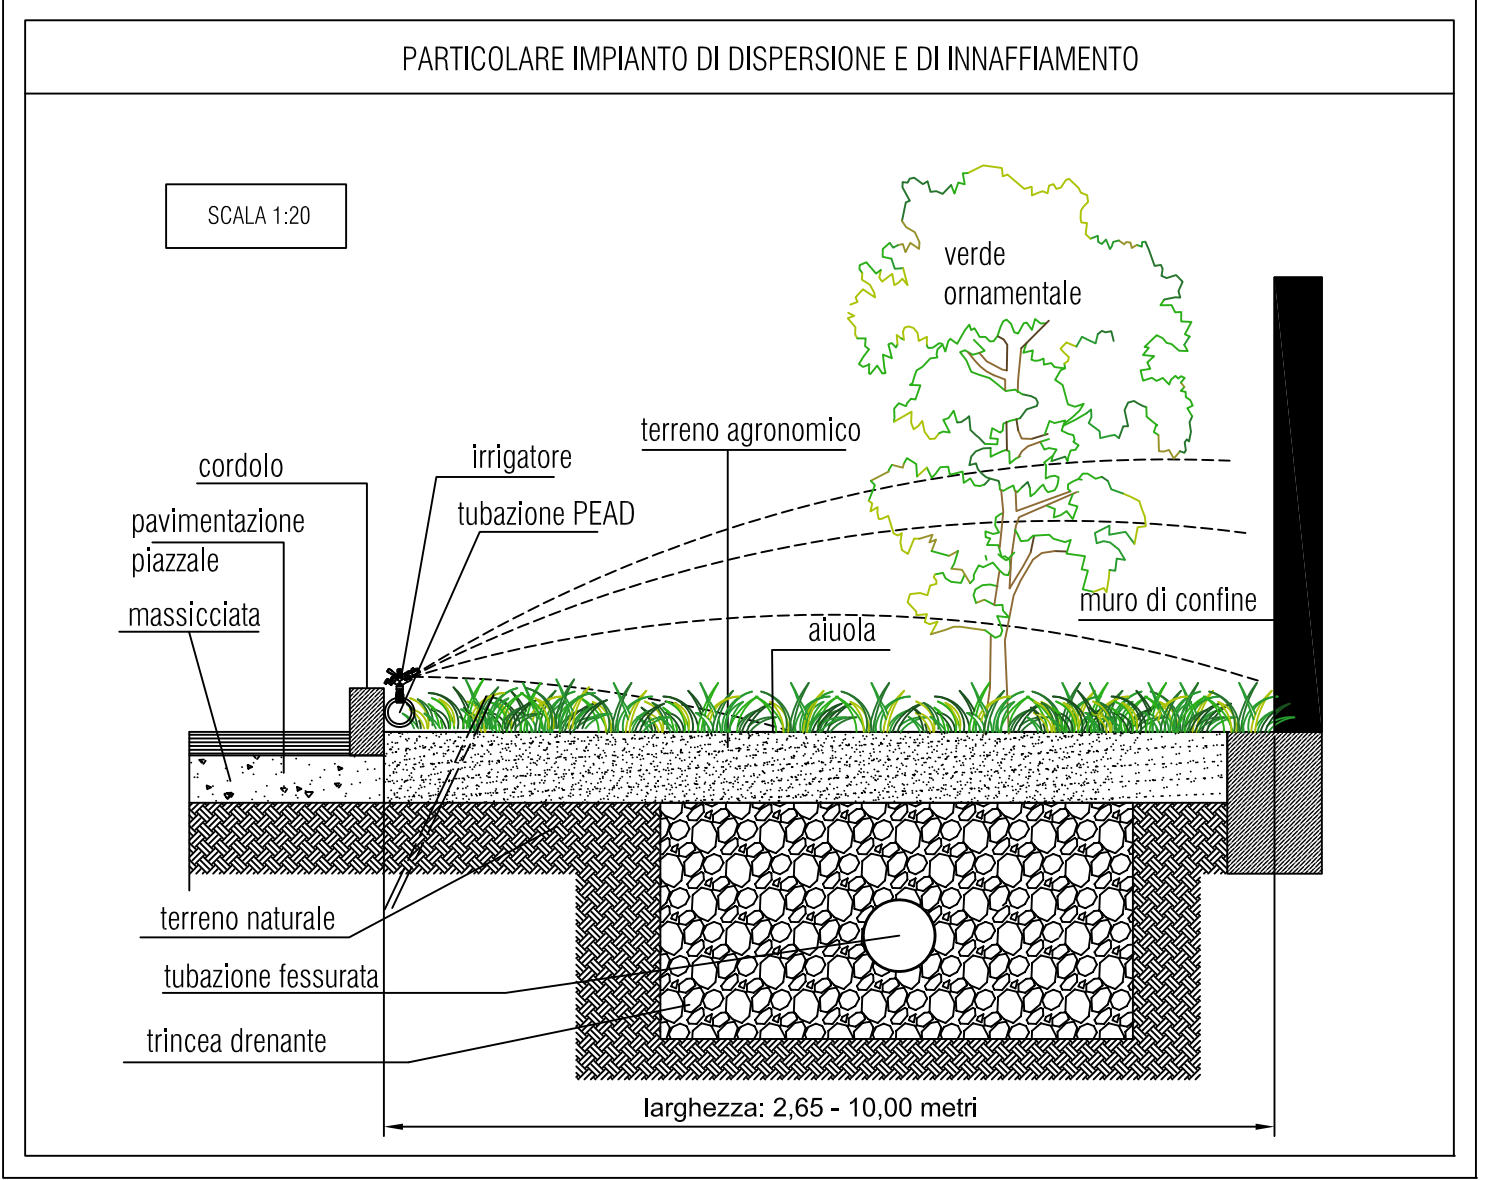 PARTICOLARE IMPIANTO DI DISPERSIONE E DI INNAFFIAMENTO
SCALA 1:20
verde
ornamentale
terreno agronomico
irrigatore
cordolo
tubazione PEAD
pavimentazione
piazzale
massicciata
muro di confine
aiuola
terreno naturale
tubazione fessurata
trincea drenante
larghezza: 2,65 - 10,00 metri